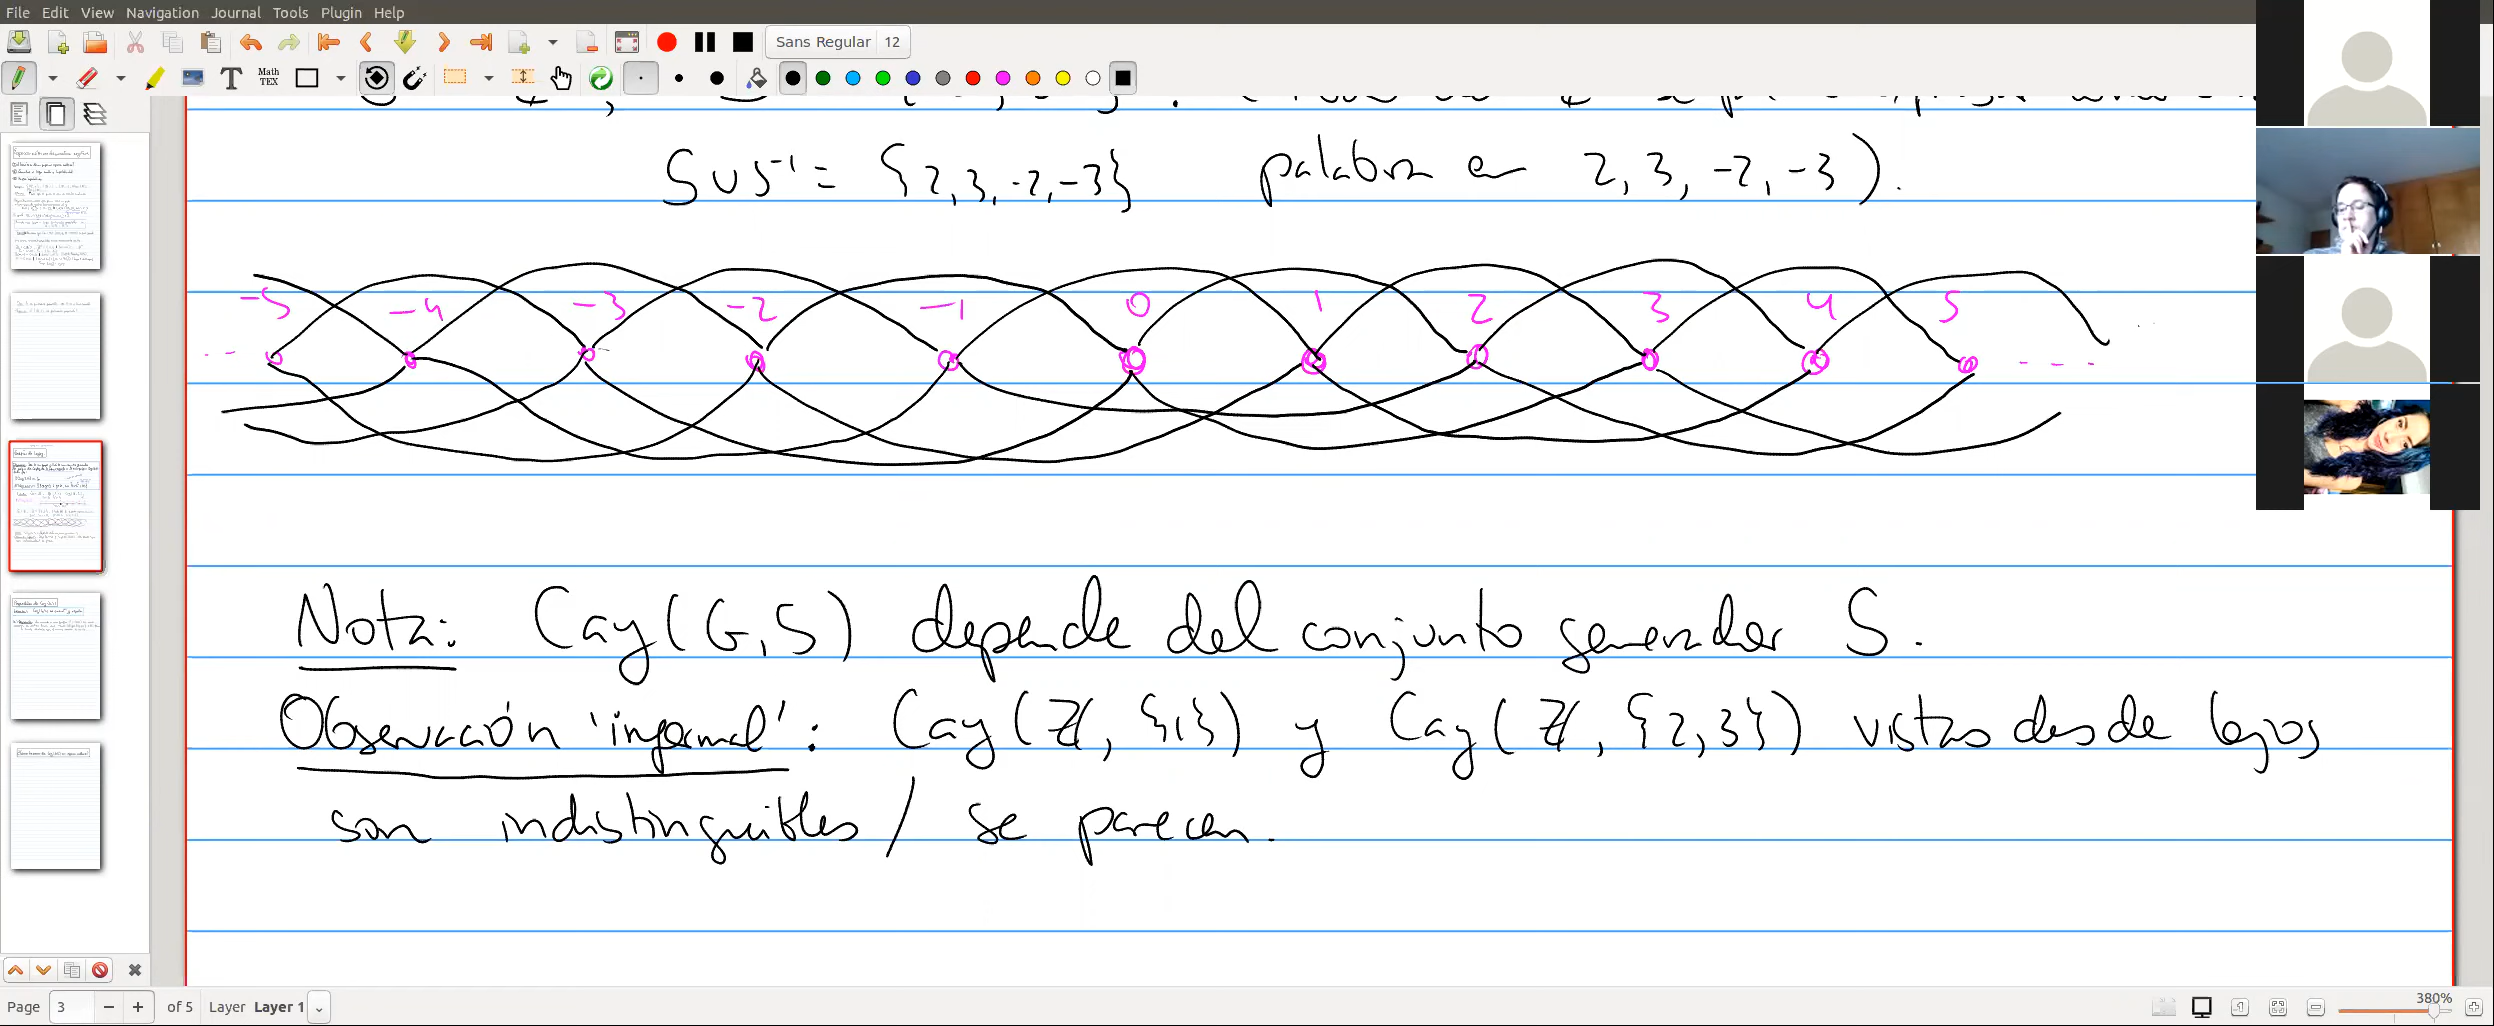 File Edit View Navigation Journal Tools Plugin Help
Sans Regular 12
Math TEX
S∪S⁻¹ = {2, 3, -2, -3} palabra en 2, 3, -2, -3).
-5 -4 -3 -2 -1 0 1 2 3 4 5
Nota: Cay(G,S) depende del conjunto generador S.
Observación 'informal': Cay(ℤ, {1}) y Cay(ℤ, {2,3}) vistas desde lejos
son indistinguibles / se parecen.
Page 3 of 5 Layer Layer 1 380%